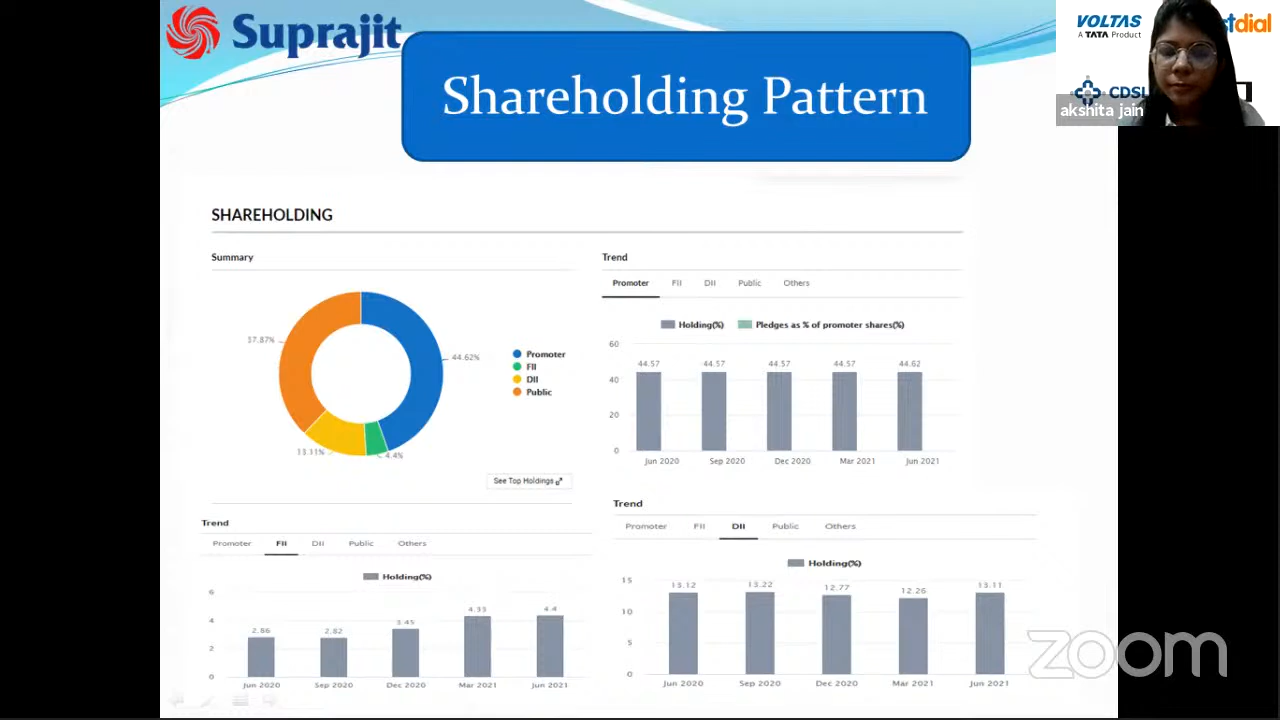 Suprajit
Shareholding Pattern
VOLTAS
A TATA Product
tdial
CDSL
akshita jain
SHAREHOLDING
Summary
37.87%
44.62%
13.11%
4.4%
Promoter
FII
DII
Public
See Top Holdings
Trend
Promoter FII DII Public Others
Holding(%) Pledges as % of promoter shares(%)
60
40
20
0
44.57 44.57 44.57 44.57 44.62
Jun 2020 Sep 2020 Dec 2020 Mar 2021 Jun 2021
Trend
Promoter FII DII Public Others
Holding(%)
6
4
2
0
2.86 2.82 3.45 4.33 4.4
Jun 2020 Sep 2020 Dec 2020 Mar 2021 Jun 2021
Trend
Promoter FII DII Public Others
Holding(%)
15
10
5
0
13.12 13.22 12.77 12.26 13.11
Jun 2020 Sep 2020 Dec 2020 Mar 2021 Jun 2021
zoom